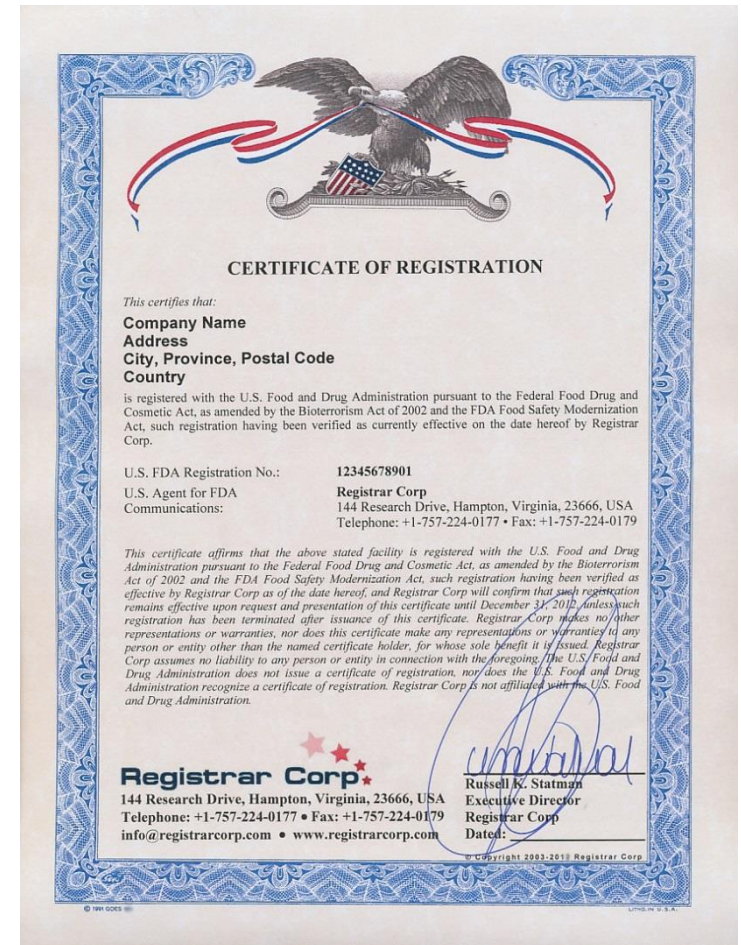 CERTIFICATE OF REGISTRATION
This certifies that:
Company Name
Address
City, Province, Postal Code
Country
is registered with the U.S. Food and Drug Administration pursuant to the Federal Food Drug and
Cosmetic Act, as amended by the Bioterrorism Act of 2002 and the FDA Food Safety Modernization
Act, such registration having been verified as currently effective on the date hereof by Registrar
Corp.
U.S. FDA Registration No.: 12345678901
U.S. Agent for FDA Registrar Corp
Communications: 144 Research Drive, Hampton, Virginia, 23666, USA
Telephone: +1-757-224-0177 • Fax: +1-757-224-0179
This certificate affirms that the above stated facility is registered with the U.S. Food and Drug
Administration pursuant to the Federal Food Drug and Cosmetic Act, as amended by the Bioterrorism
Act of 2002 and the FDA Food Safety Modernization Act, such registration having been verified as
effective by Registrar Corp as of the date hereof, and Registrar Corp will confirm that such registration
remains effective upon request and presentation of this certificate until December 31, 2012, unless such
registration has been terminated after issuance of this certificate. Registrar Corp makes no other
representations or warranties, nor does this certificate make any representations or warranties to any
person or entity other than the named certificate holder, for whose sole benefit it is issued. Registrar
Corp assumes no liability to any person or entity in connection with the foregoing. The U.S. Food and
Drug Administration does not issue a certificate of registration, nor does the U.S. Food and Drug
Administration recognize a certificate of registration. Registrar Corp is not affiliated with the U.S. Food
and Drug Administration.
Registrar Corp
144 Research Drive, Hampton, Virginia, 23666, USA
Telephone: +1-757-224-0177 • Fax: +1-757-224-0179
info@registrarcorp.com • www.registrarcorp.com
Russell K. Statman
Executive Director
Registrar Corp
Dated:
© Copyright Registrar Corp
© 1991 GOES
LITHO. IN U.S.A.